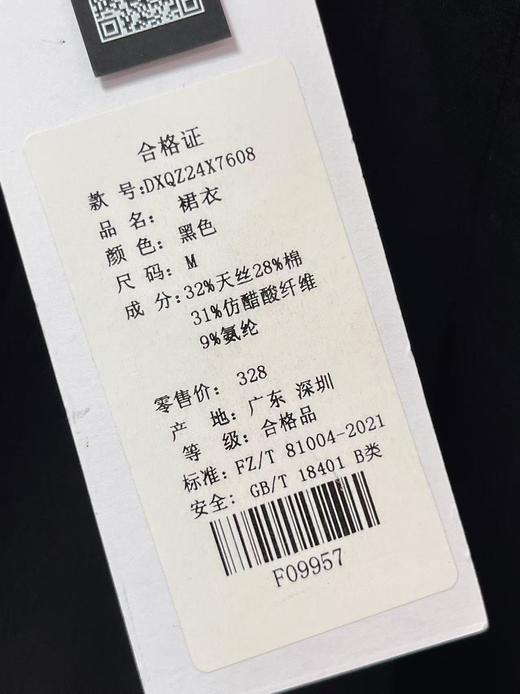 合格证
款 号:DXQZ24X7608
品 名: 裙衣
颜 色: 黑色
尺 码: M
成 分: 32%天丝28%棉
31%仿醋酸纤维
9%氨纶
零售价: 328
产 地: 广东 深圳
等 级: 合格品
标准: FZ/T 81004-2021
安全: GB/T 18401 B类
F09957